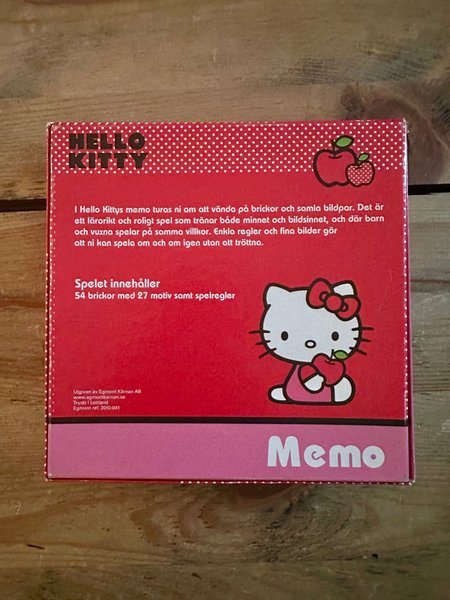 HELLO
KITTY
I Hello Kittys memo turas ni om att vända på brickor och samla bildpar. Det är
ett lärorikt och roligt spel som tränar både minnet och bildsinnet, och där barn
och vuxna spelar på samma villkor. Enkla regler och fina bilder gör
att ni kan spela om och om igen utan att tröttna.
Spelet innehåller
54 brickor med 27 motiv samt spelregler
Utgiven av Egmont Kärnan AB
www.egmontkarnan.se
Tryckt i Lettland
Egmont ref. 2010-041
Memo